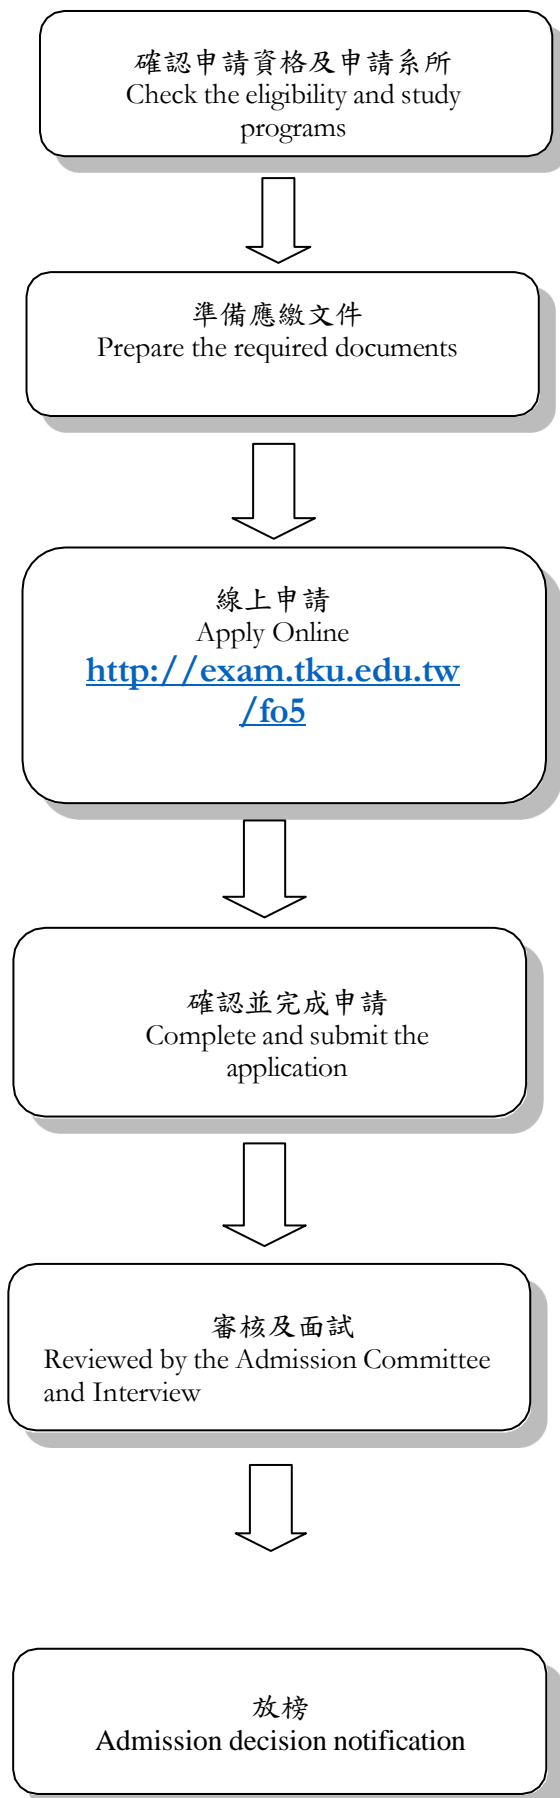 確認申請資格及申請系所
Check the eligibility and study
programs
準備應繳文件
Prepare the required documents
線上申請
Apply Online
http://exam.tku.edu.tw
/fo5
確認並完成申請
Complete and submit the
application
審核及面試
Reviewed by the Admission Committee
and Interview
放榜
Admission decision notification